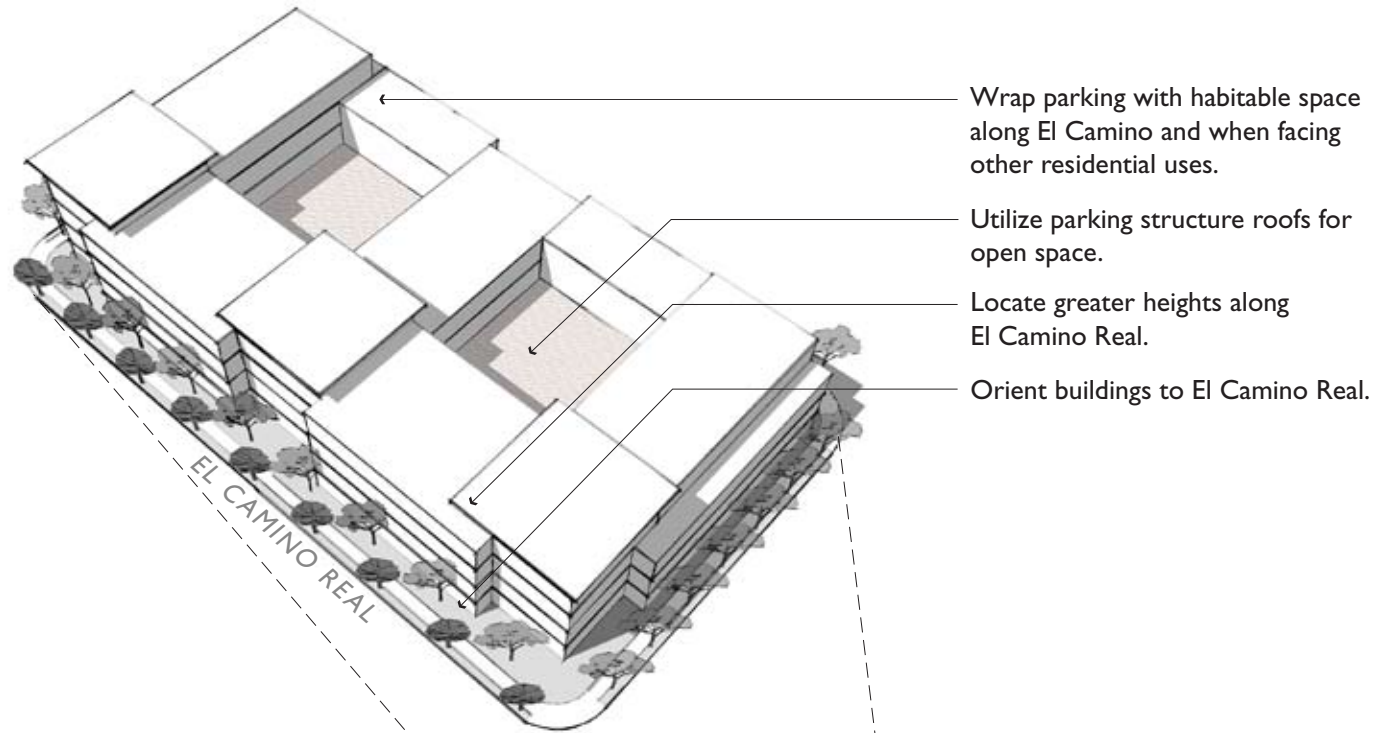 Wrap parking with habitable space
along El Camino and when facing
other residential uses.
Utilize parking structure roofs for
open space.
Locate greater heights along
El Camino Real.
Orient buildings to El Camino Real.
EL CAMINO REAL